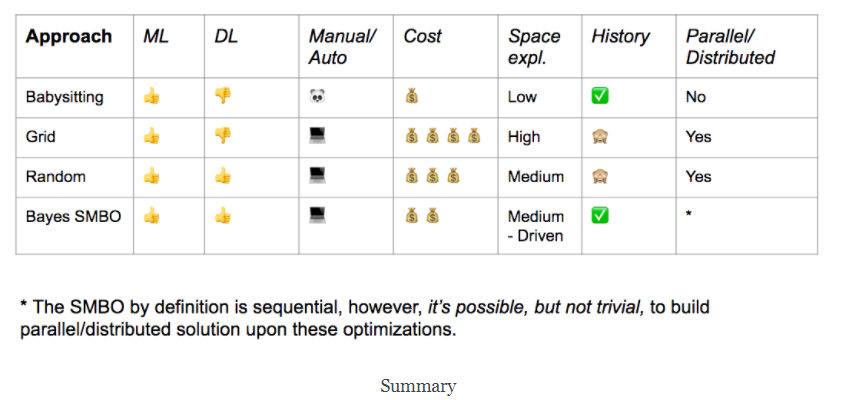 Approach ML DL Manual/ Auto Cost Space expl. History Parallel/ Distributed
Babysitting 👍 👎 🐼 💰 Low ✅ No
Grid 👍 👎 💻 💰 💰 💰 💰 High 🙈 Yes
Random 👍 👍 💻 💰 💰 💰 Medium 🙈 Yes
Bayes SMBO 👍 👍 💻 💰 💰 Medium - Driven ✅ *
* The SMBO by definition is sequential, however, it's possible, but not trivial, to build
parallel/distributed solution upon these optimizations.
Summary